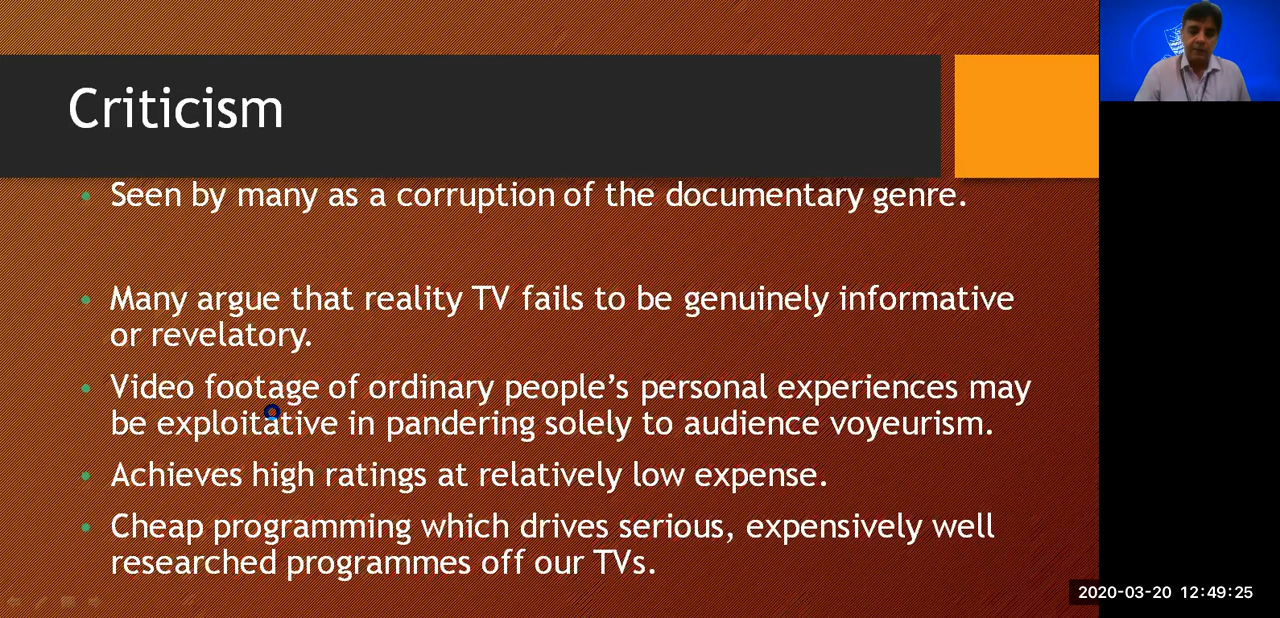 Criticism
Seen by many as a corruption of the documentary genre.
Many argue that reality TV fails to be genuinely informative
or revelatory.
Video footage of ordinary people’s personal experiences may
be exploitative in pandering solely to audience voyeurism.
Achieves high ratings at relatively low expense.
Cheap programming which drives serious, expensively well
researched programmes off our TVs.
2020-03-20 12:49:25